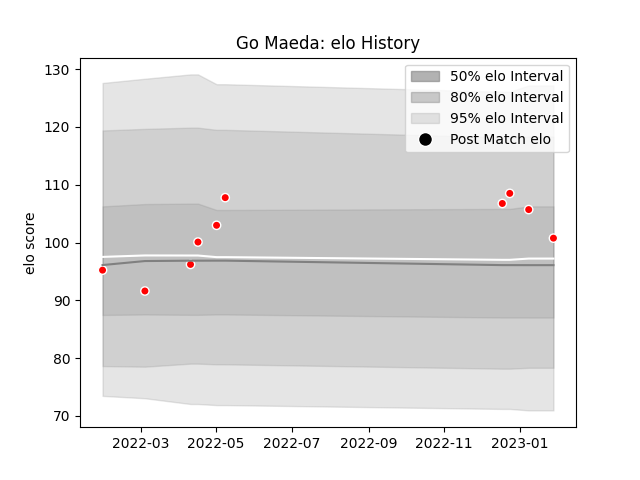 Go Maeda: elo History
130
120
110
100
90
80
70
elo score
50% elo Interval
80% elo Interval
95% elo Interval
Post Match elo
2022-03
2022-05
2022-07
2022-09
2022-11
2023-01